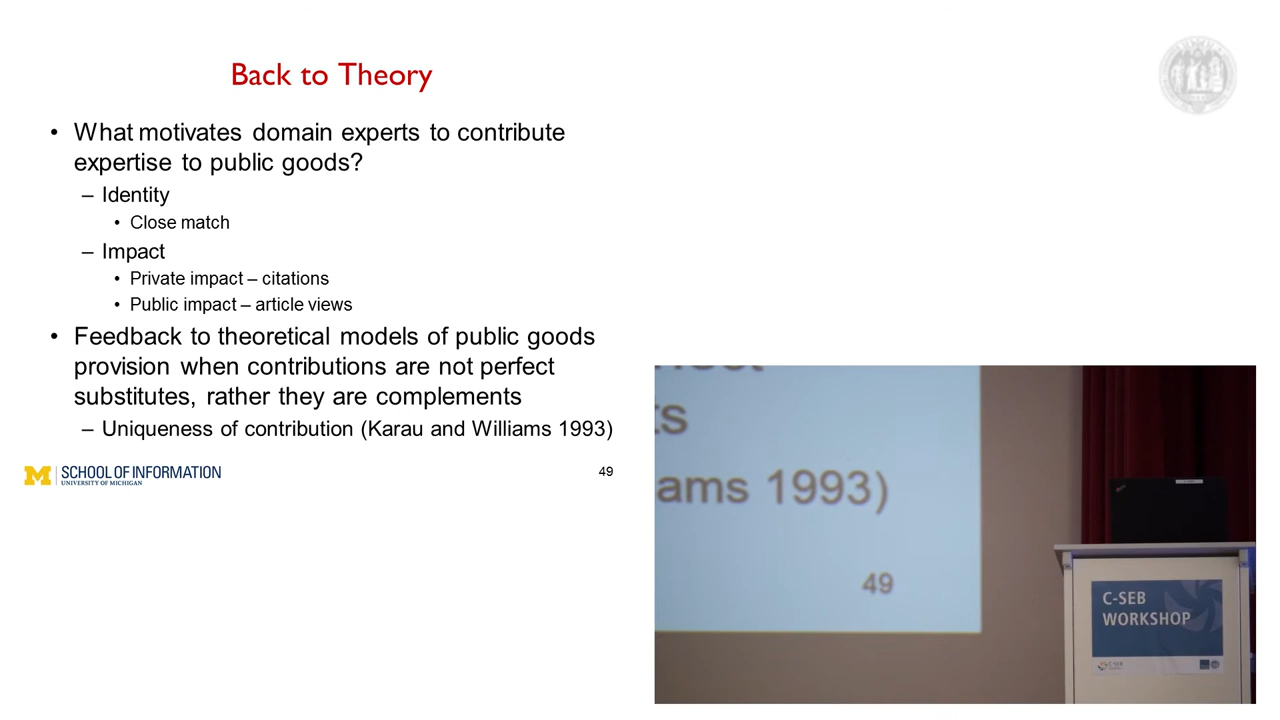 Back to Theory
• What motivates domain experts to contribute
expertise to public goods?
– Identity
• Close match
– Impact
• Private impact – citations
• Public impact – article views
• Feedback to theoretical models of public goods
provision when contributions are not perfect
substitutes, rather they are complements
– Uniqueness of contribution (Karau and Williams 1993)
M SCHOOL OF INFORMATION
UNIVERSITY OF MICHIGAN
49
ts
ams 1993)
49
C-SEB
WORKSHOP
C-SEB